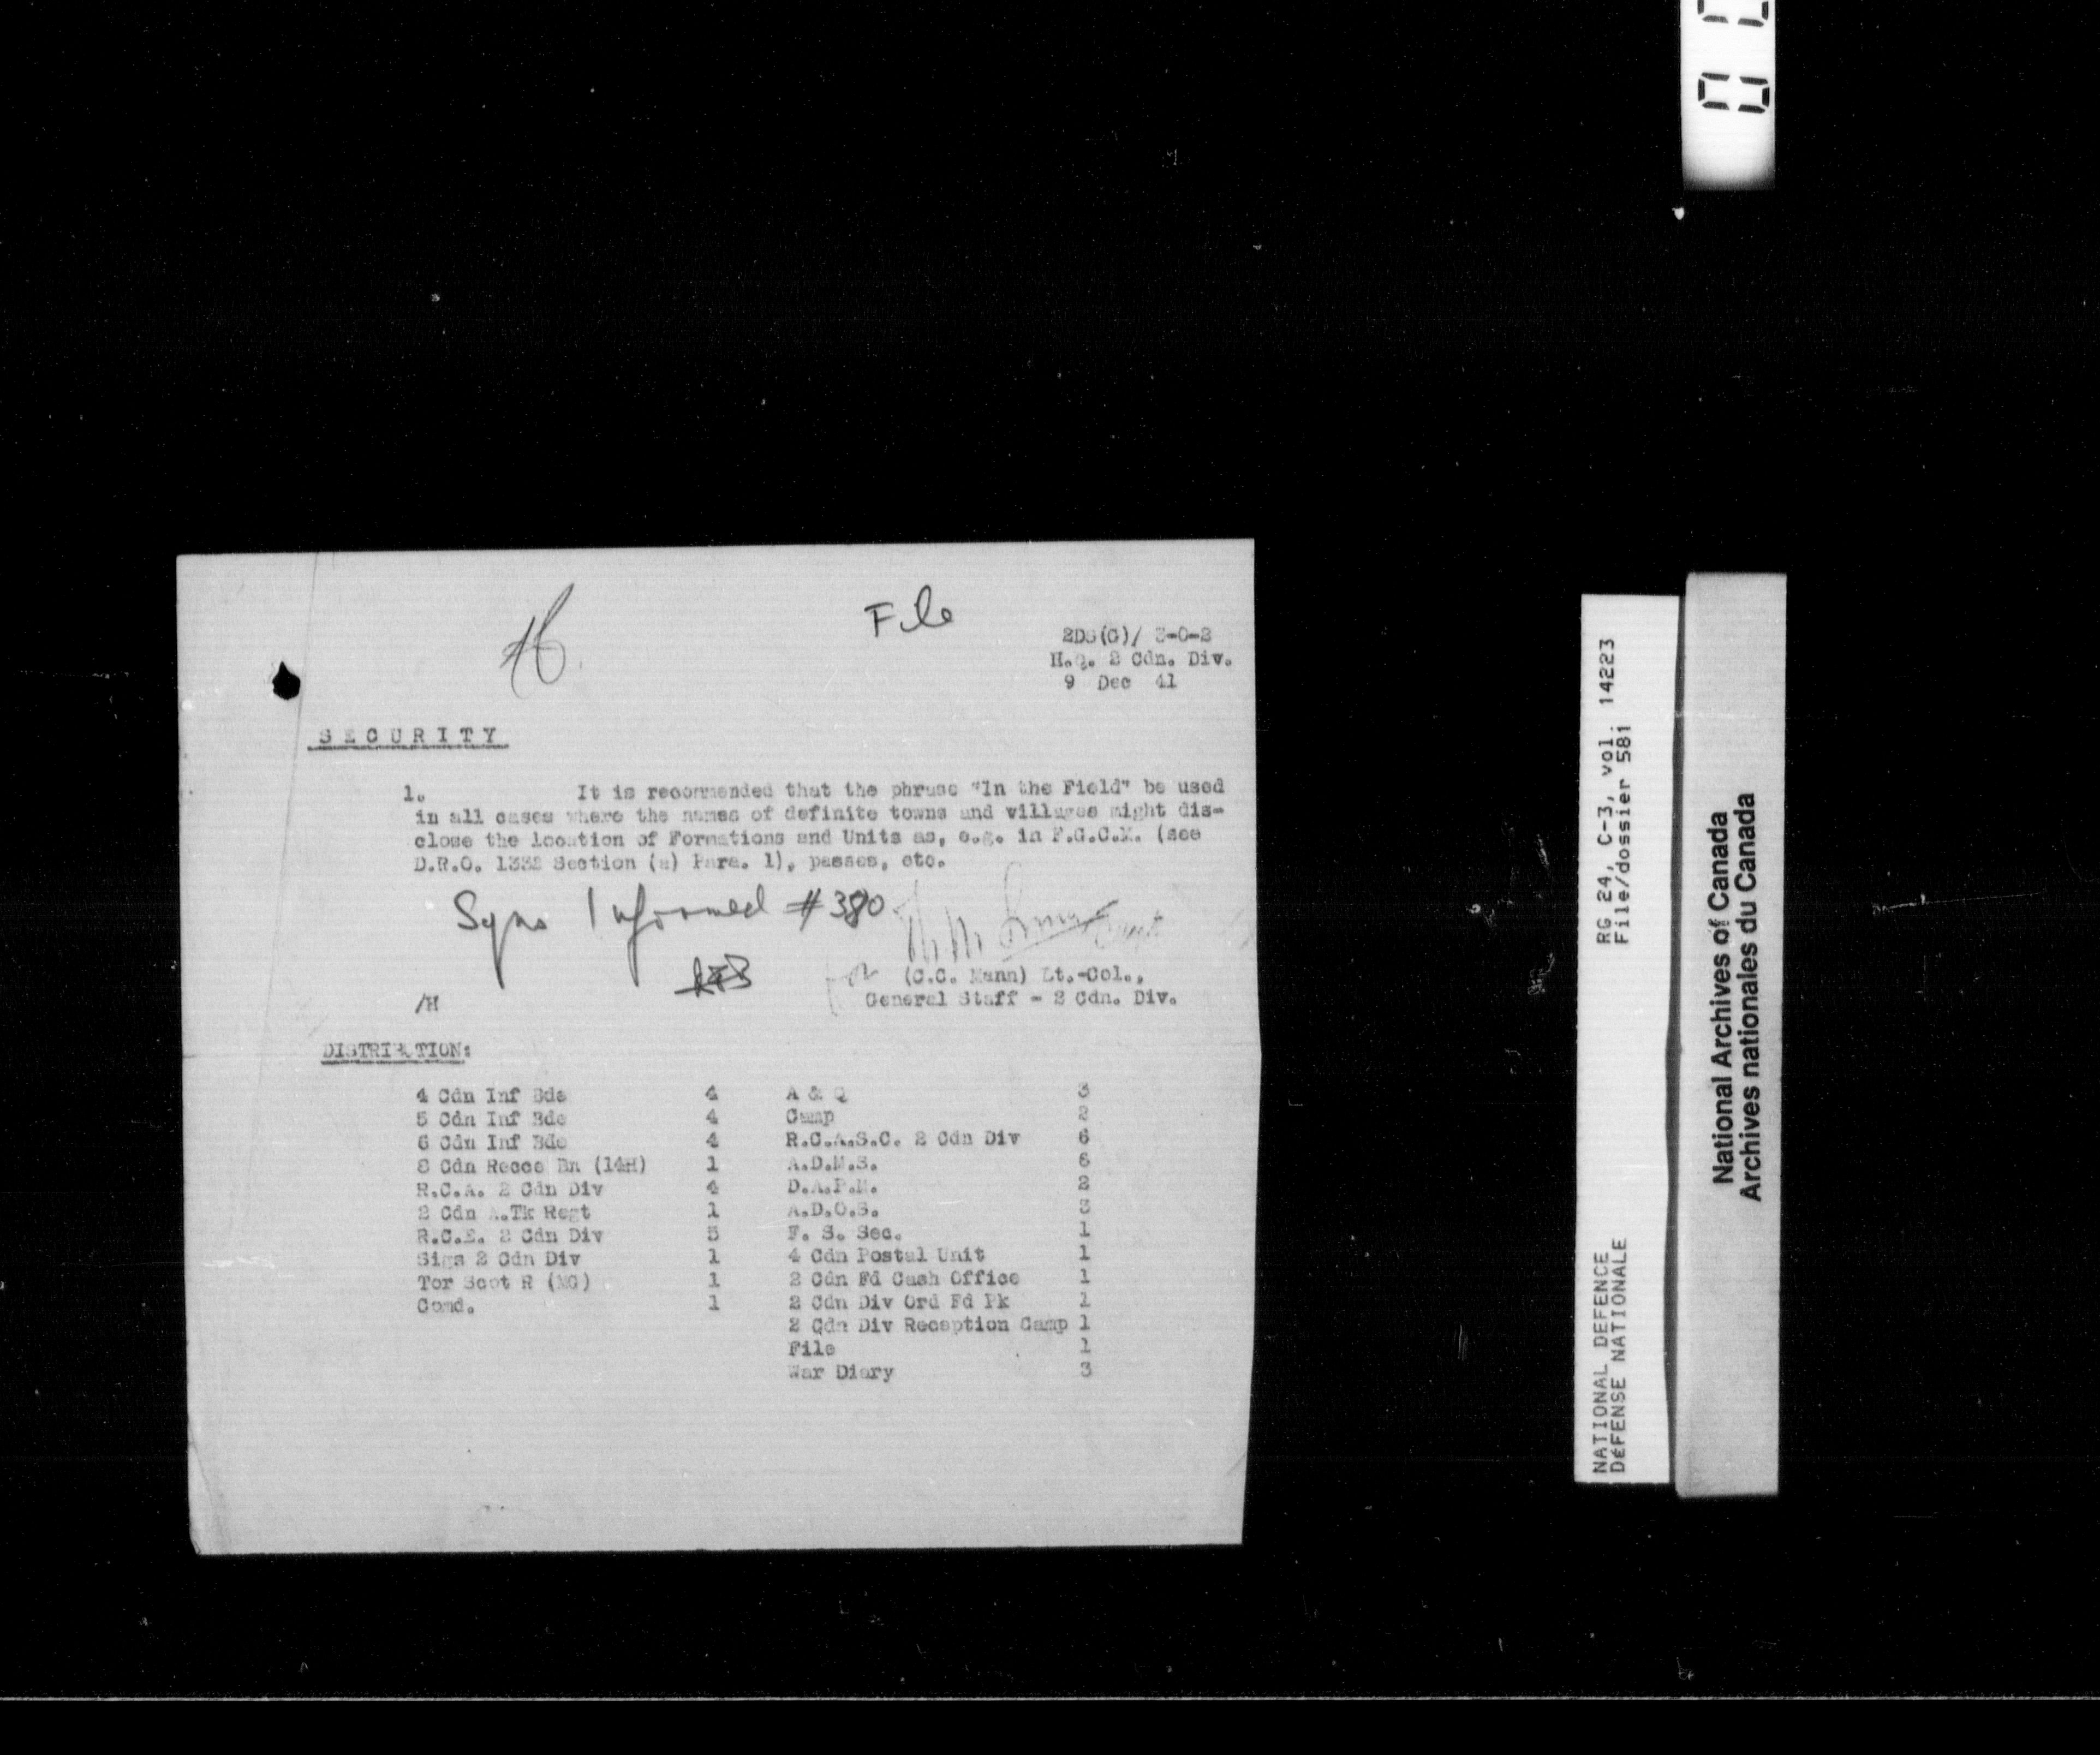 File
2DS(G)/ 3-0-2
H.Q. 2 Cdn. Div.
9 Dec 41
SECURITY
1. It is recommended that the phrase "In the Field" be used
in all cases where the names of definite towns and villages might dis-
close the location of Formations and Units as, e.g. in F.G.C.M. (see
D.R.O. 1332 Section (a) Para. 1), passes, etc.
Informed #380
for (C.C. Mann) Lt.-Col.,
General Staff - 2 Cdn. Div.
/H
DISTRIBUTION:
4 Cdn Inf Bde 4 A & Q 3
5 Cdn Inf Bde 4 Camp 2
6 Cdn Inf Bde 4 R.C.A.S.C. 2 Cdn Div 6
8 Cdn Recce Bn (14H) 1 A.D.M.S. 6
R.C.A. 2 Cdn Div 4 D.A.P.M. 2
2 Cdn A.Tk Regt 1 A.D.O.S. 3
R.C.E. 2 Cdn Div 5 F. S. Sec. 1
Sigs 2 Cdn Div 1 4 Cdn Postal Unit 1
Tor Scot R (MG) 1 2 Cdn Fd Cash Office 1
Comd. 1 2 Cdn Div Ord Fd Pk 1
2 Cdn Div Reception Camp 1
File 1
War Diary 3
RG 24, C-3, vol. 14223
File/dossier 581
NATIONAL DEFENCE
DÉFENSE NATIONALE
National Archives of Canada
Archives nationales du Canada